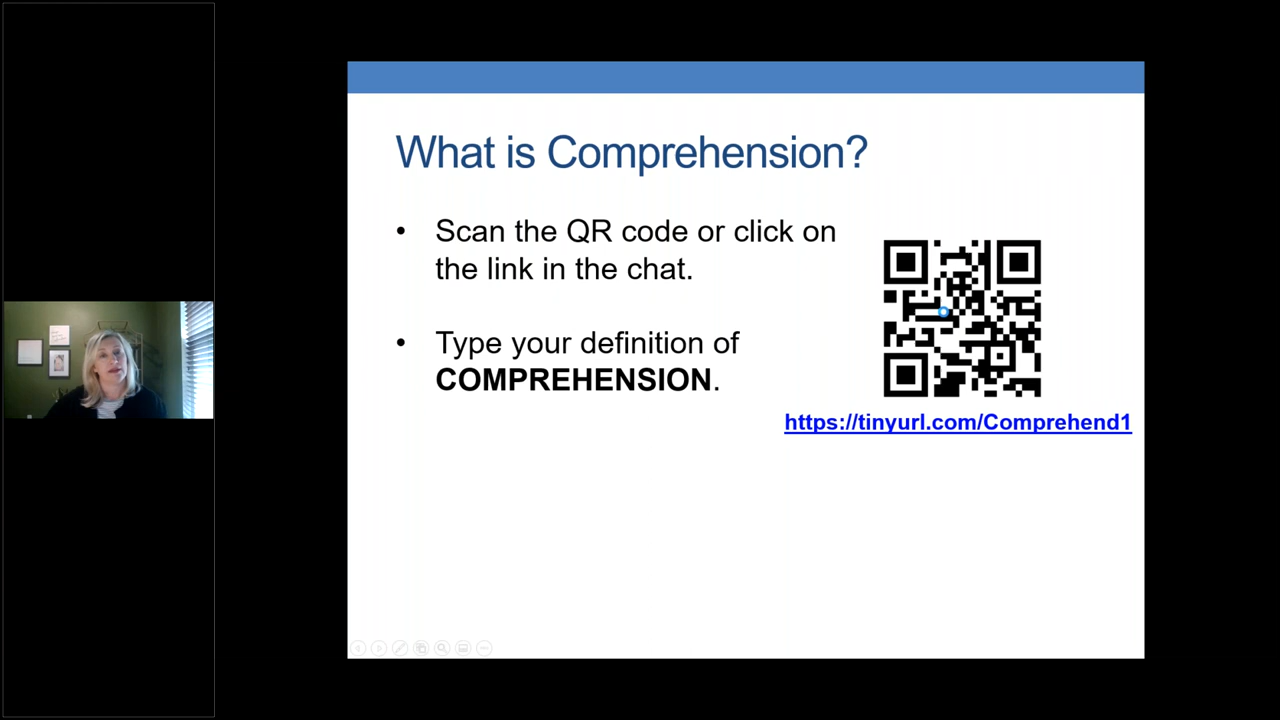 What is Comprehension?
• Scan the QR code or click on
the link in the chat.
• Type your definition of
COMPREHENSION.
https://tinyurl.com/Comprehend1